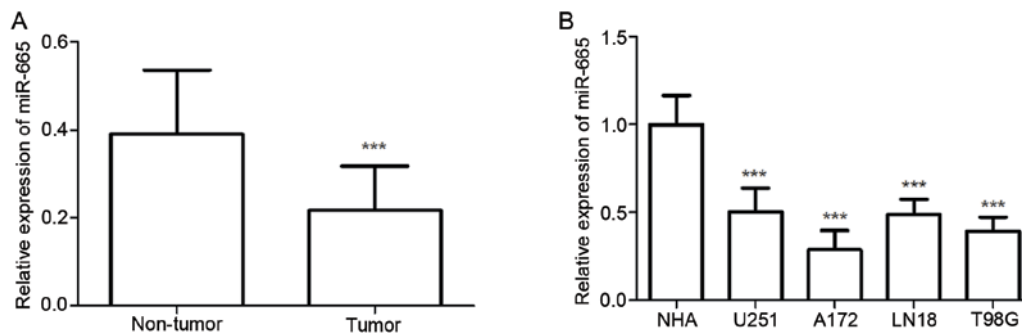 A
Relative expression of miR-665
0.6
0.4
0.2
0.0
***
Non-tumor
Tumor
B
Relative expression of miR-665
1.5
1.0
0.5
0.0
***
***
***
***
NHA
U251
A172
LN18
T98G